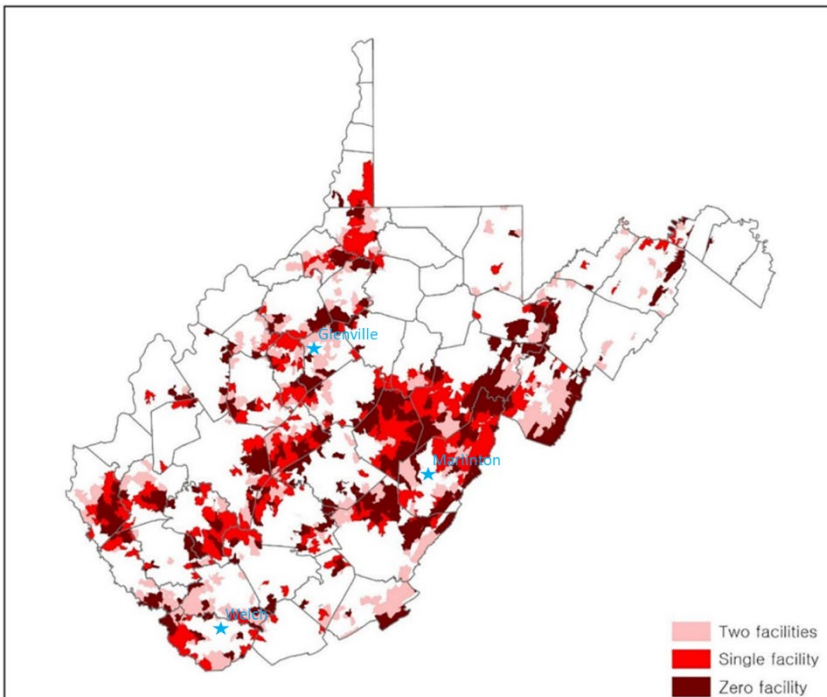 Glenville
Marlinton
Welch
Two facilities
Single facility
Zero facility